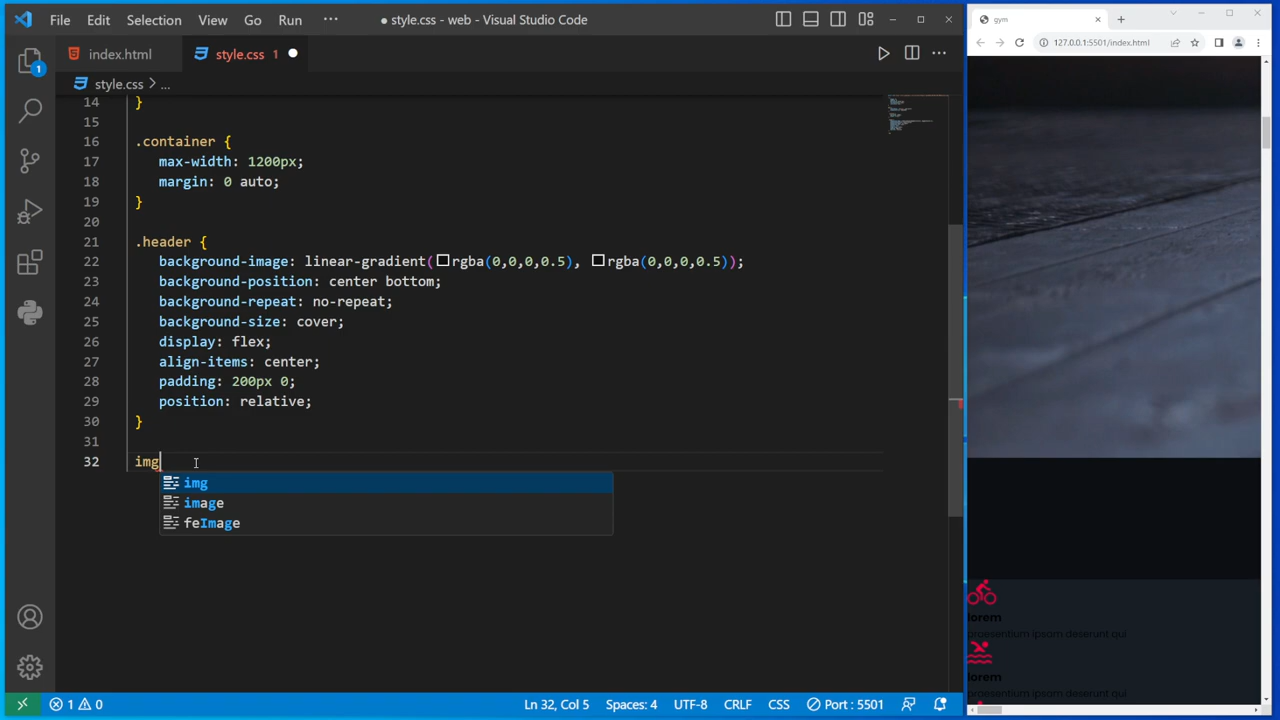 File Edit Selection View Go Run ··· ● style.css - web - Visual Studio Code
gym
index.html style.css 1
127.0.0.1:5501/index.html
1
style.css > ...
14 }
15
16 .container {
17 max-width: 1200px;
18 margin: 0 auto;
19 }
20
21 .header {
22 background-image: linear-gradient(rgba(0,0,0,0.5), rgba(0,0,0,0.5));
23 background-position: center bottom;
24 background-repeat: no-repeat;
25 background-size: cover;
26 display: flex;
27 align-items: center;
28 padding: 200px 0;
29 position: relative;
30 }
31
32 img
img
image
feImage
lorem
praesentium ipsam deserunt qui
lorem
praesentium ipsam deserunt qui
1 0 Ln 32, Col 5 Spaces: 4 UTF-8 CRLF CSS Port : 5501